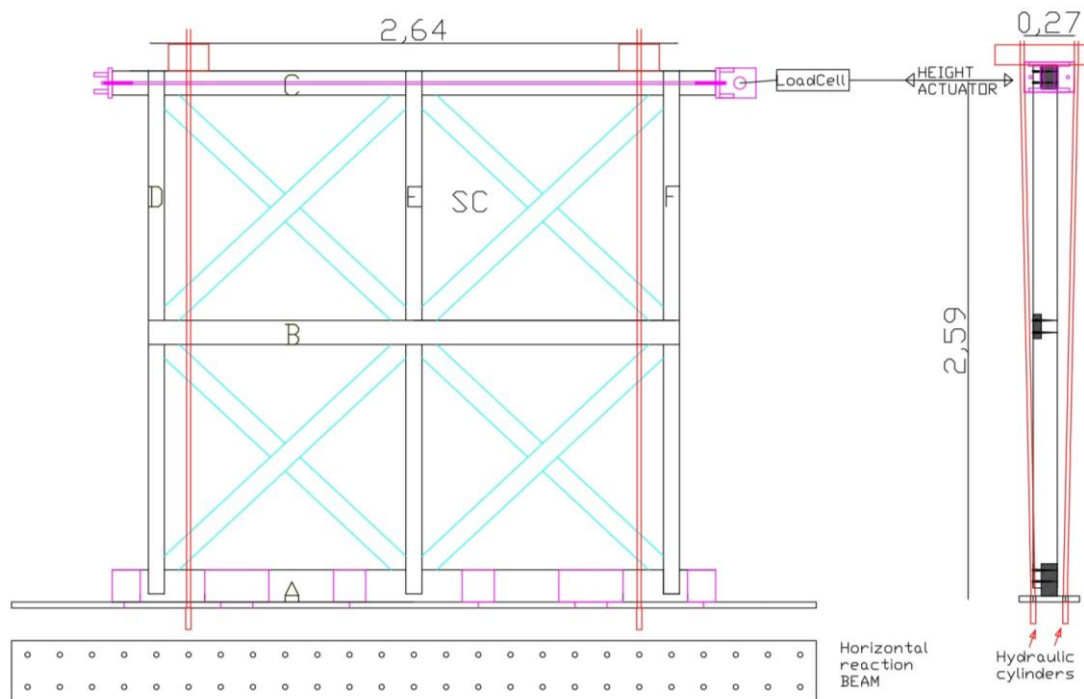 2,64
0,27
C
LoadCell
HEIGHT
ACTUATOR
D
E
SC
F
B
2,59
A
Horizontal
reaction
BEAM
Hydraulic
cylinders